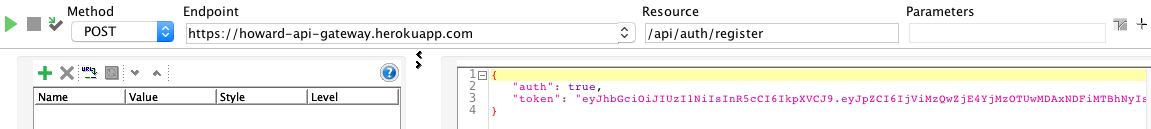 Method Endpoint Resource Parameters
POST https://howard-api-gateway.herokuapp.com /api/auth/register
Name Value Style Level
1 {
2 "auth": true,
3 "token": "eyJhbGciOiJIUzI1NiIsInR5cCI6IkpXVCJ9.eyJpZCI6IjViMzQwZjE4YjMzOTUwMDAxNDFiMTBhNyIs
4 }